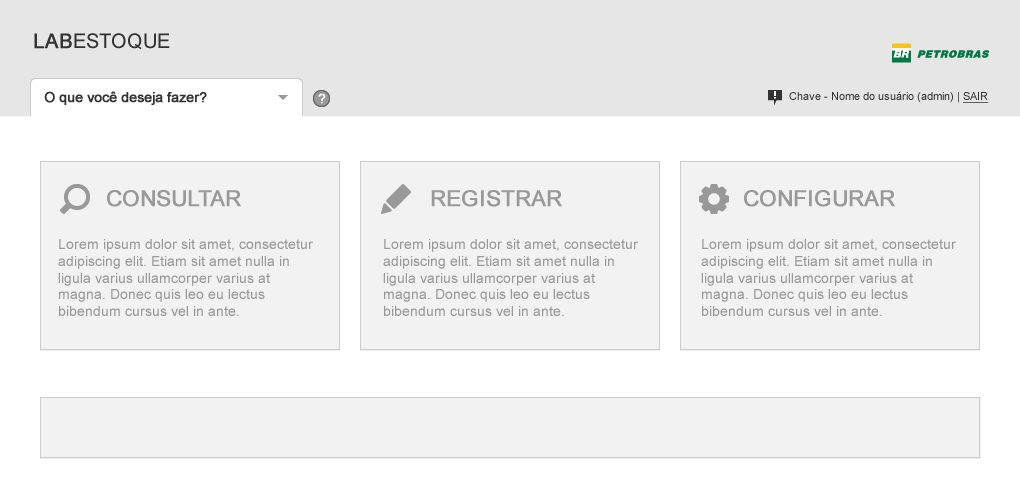 LABESTOQUE
BR PETROBRAS
O que você deseja fazer?
?
Chave - Nome do usuário (admin) | SAIR
CONSULTAR
Lorem ipsum dolor sit amet, consectetur
adipiscing elit. Etiam sit amet nulla in
ligula varius ullamcorper varius at
magna. Donec quis leo eu lectus
bibendum cursus vel in ante.
REGISTRAR
Lorem ipsum dolor sit amet, consectetur
adipiscing elit. Etiam sit amet nulla in
ligula varius ullamcorper varius at
magna. Donec quis leo eu lectus
bibendum cursus vel in ante.
CONFIGURAR
Lorem ipsum dolor sit amet, consectetur
adipiscing elit. Etiam sit amet nulla in
ligula varius ullamcorper varius at
magna. Donec quis leo eu lectus
bibendum cursus vel in ante.